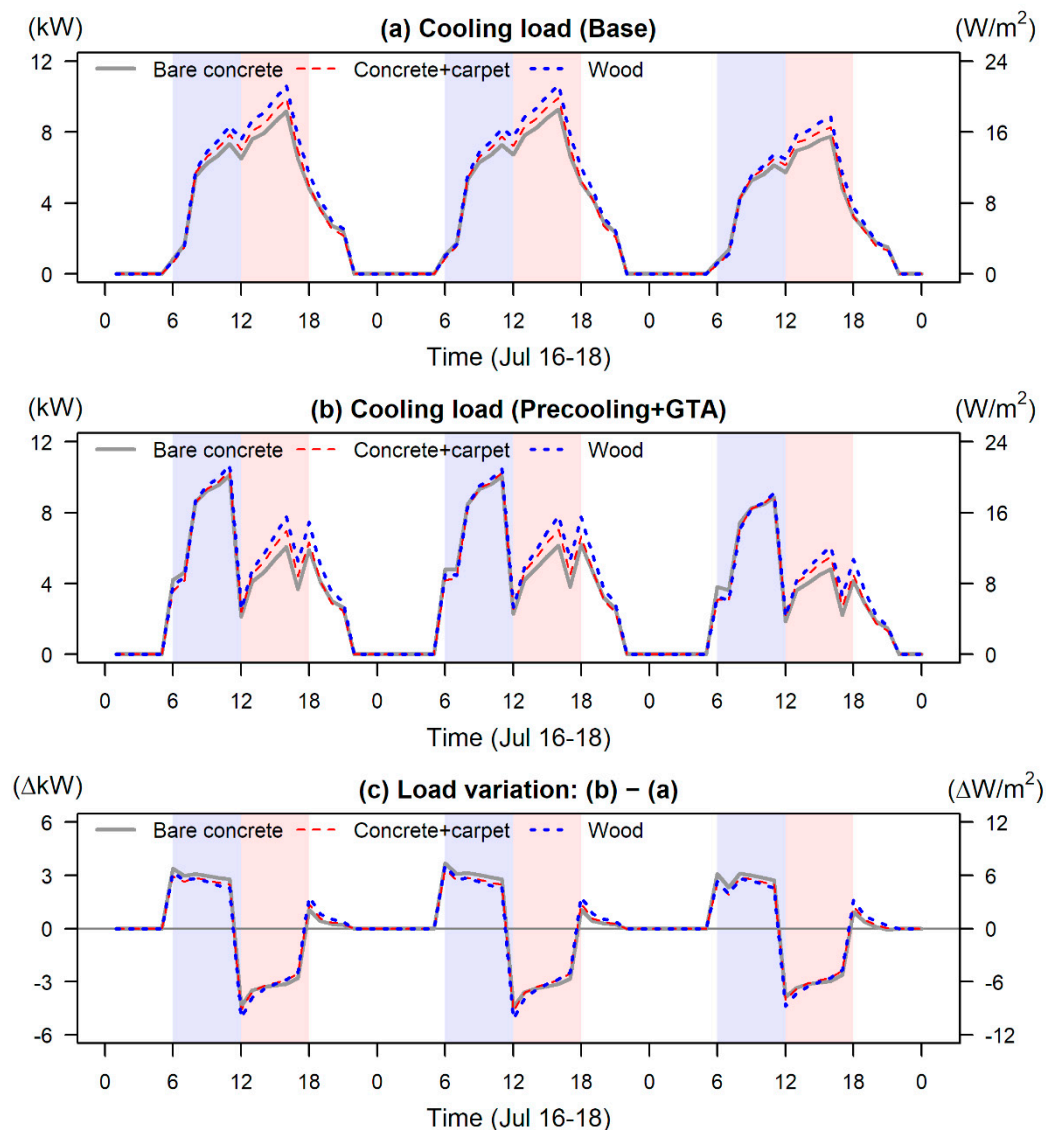 (kW) (a) Cooling load (Base) (W/m²)
Bare concrete Concrete+carpet Wood
12 24
8 16
4 8
0 0
0 6 12 18 0 6 12 18 0 6 12 18 0
Time (Jul 16-18)
(kW) (b) Cooling load (Precooling+GTA) (W/m²)
Bare concrete Concrete+carpet Wood
12 24
8 16
4 8
0 0
0 6 12 18 0 6 12 18 0 6 12 18 0
Time (Jul 16-18)
(ΔkW) (c) Load variation: (b) − (a) (ΔW/m²)
Bare concrete Concrete+carpet Wood
6 12
3 6
0 0
-3 -6
-6 -12
0 6 12 18 0 6 12 18 0 6 12 18 0
Time (Jul 16-18)